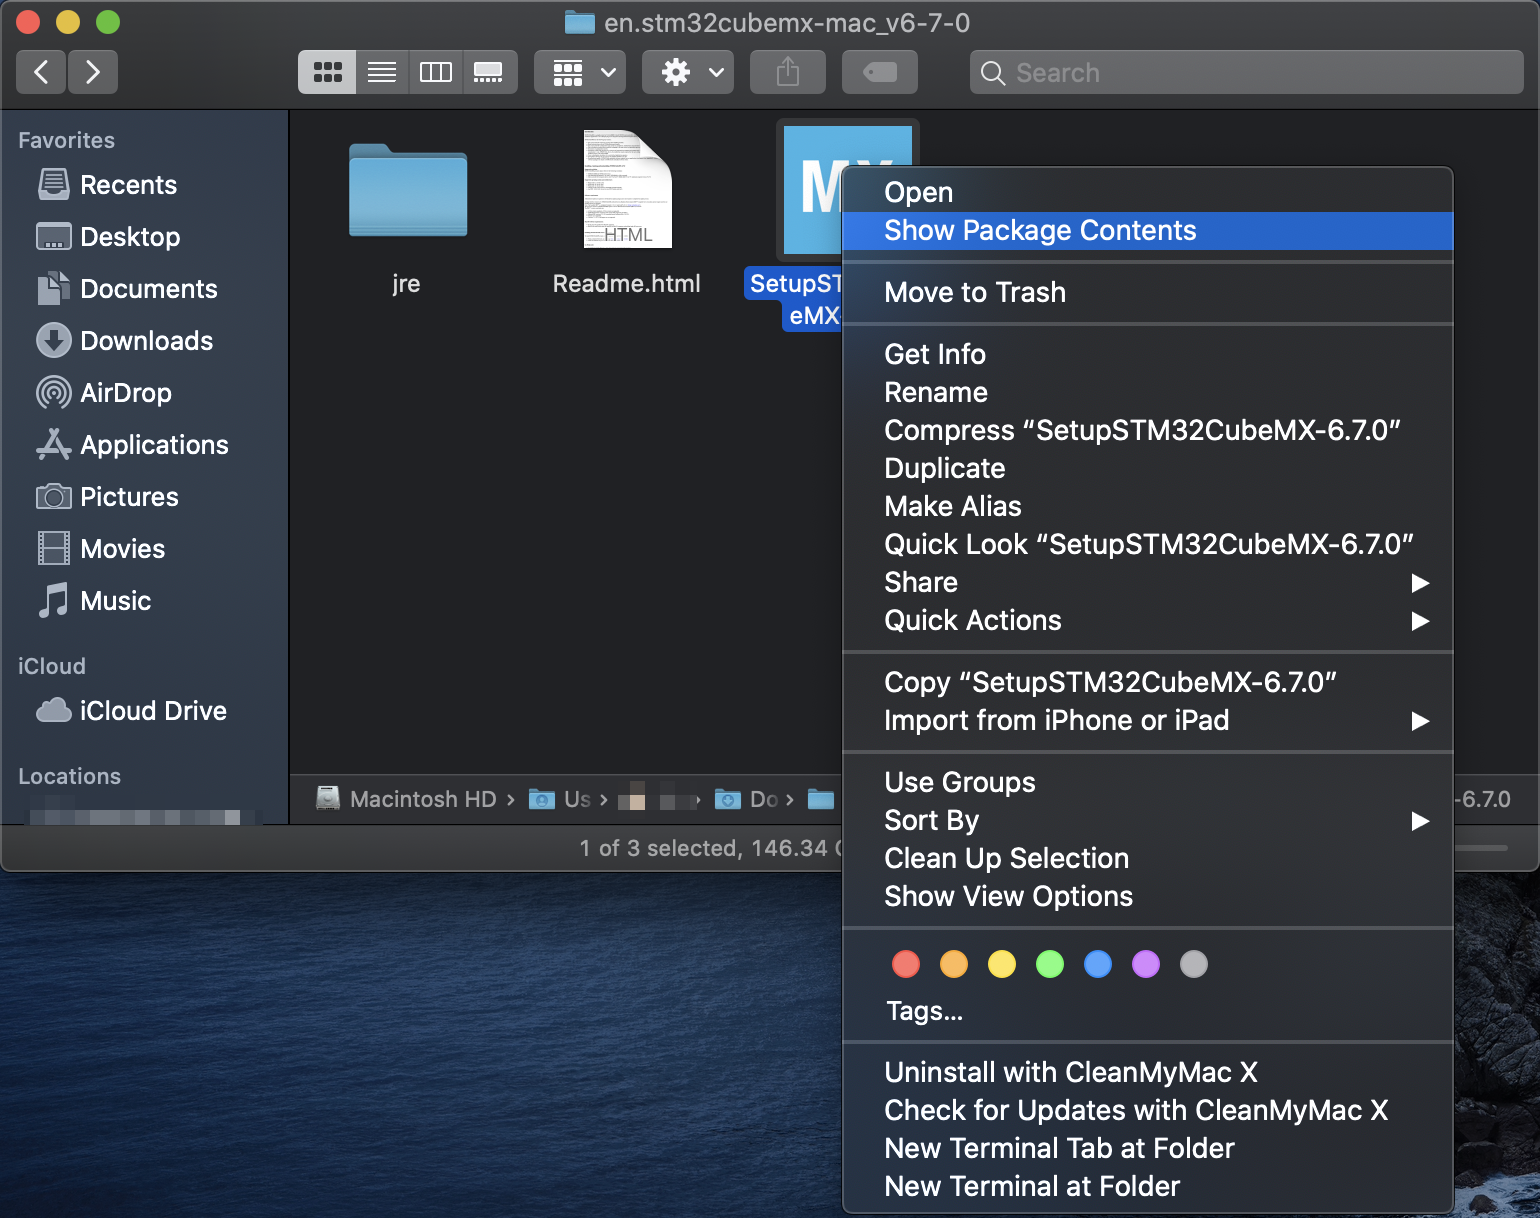 en.stm32cubemx-mac_v6-7-0
Search
Favorites
Recents
Desktop
Documents
Downloads
AirDrop
Applications
Pictures
Movies
Music
iCloud
iCloud Drive
Locations
HTML
jre
Readme.html
SetupST
eMX-
Open
Show Package Contents
Move to Trash
Get Info
Rename
Compress “SetupSTM32CubeMX-6.7.0”
Duplicate
Make Alias
Quick Look “SetupSTM32CubeMX-6.7.0”
Share
Quick Actions
Copy “SetupSTM32CubeMX-6.7.0”
Import from iPhone or iPad
Use Groups
Sort By
Clean Up Selection
Show View Options
Tags...
Uninstall with CleanMyMac X
Check for Updates with CleanMyMac X
New Terminal Tab at Folder
New Terminal at Folder
Macintosh HD › Us › › Do › -6.7.0
1 of 3 selected, 146.34